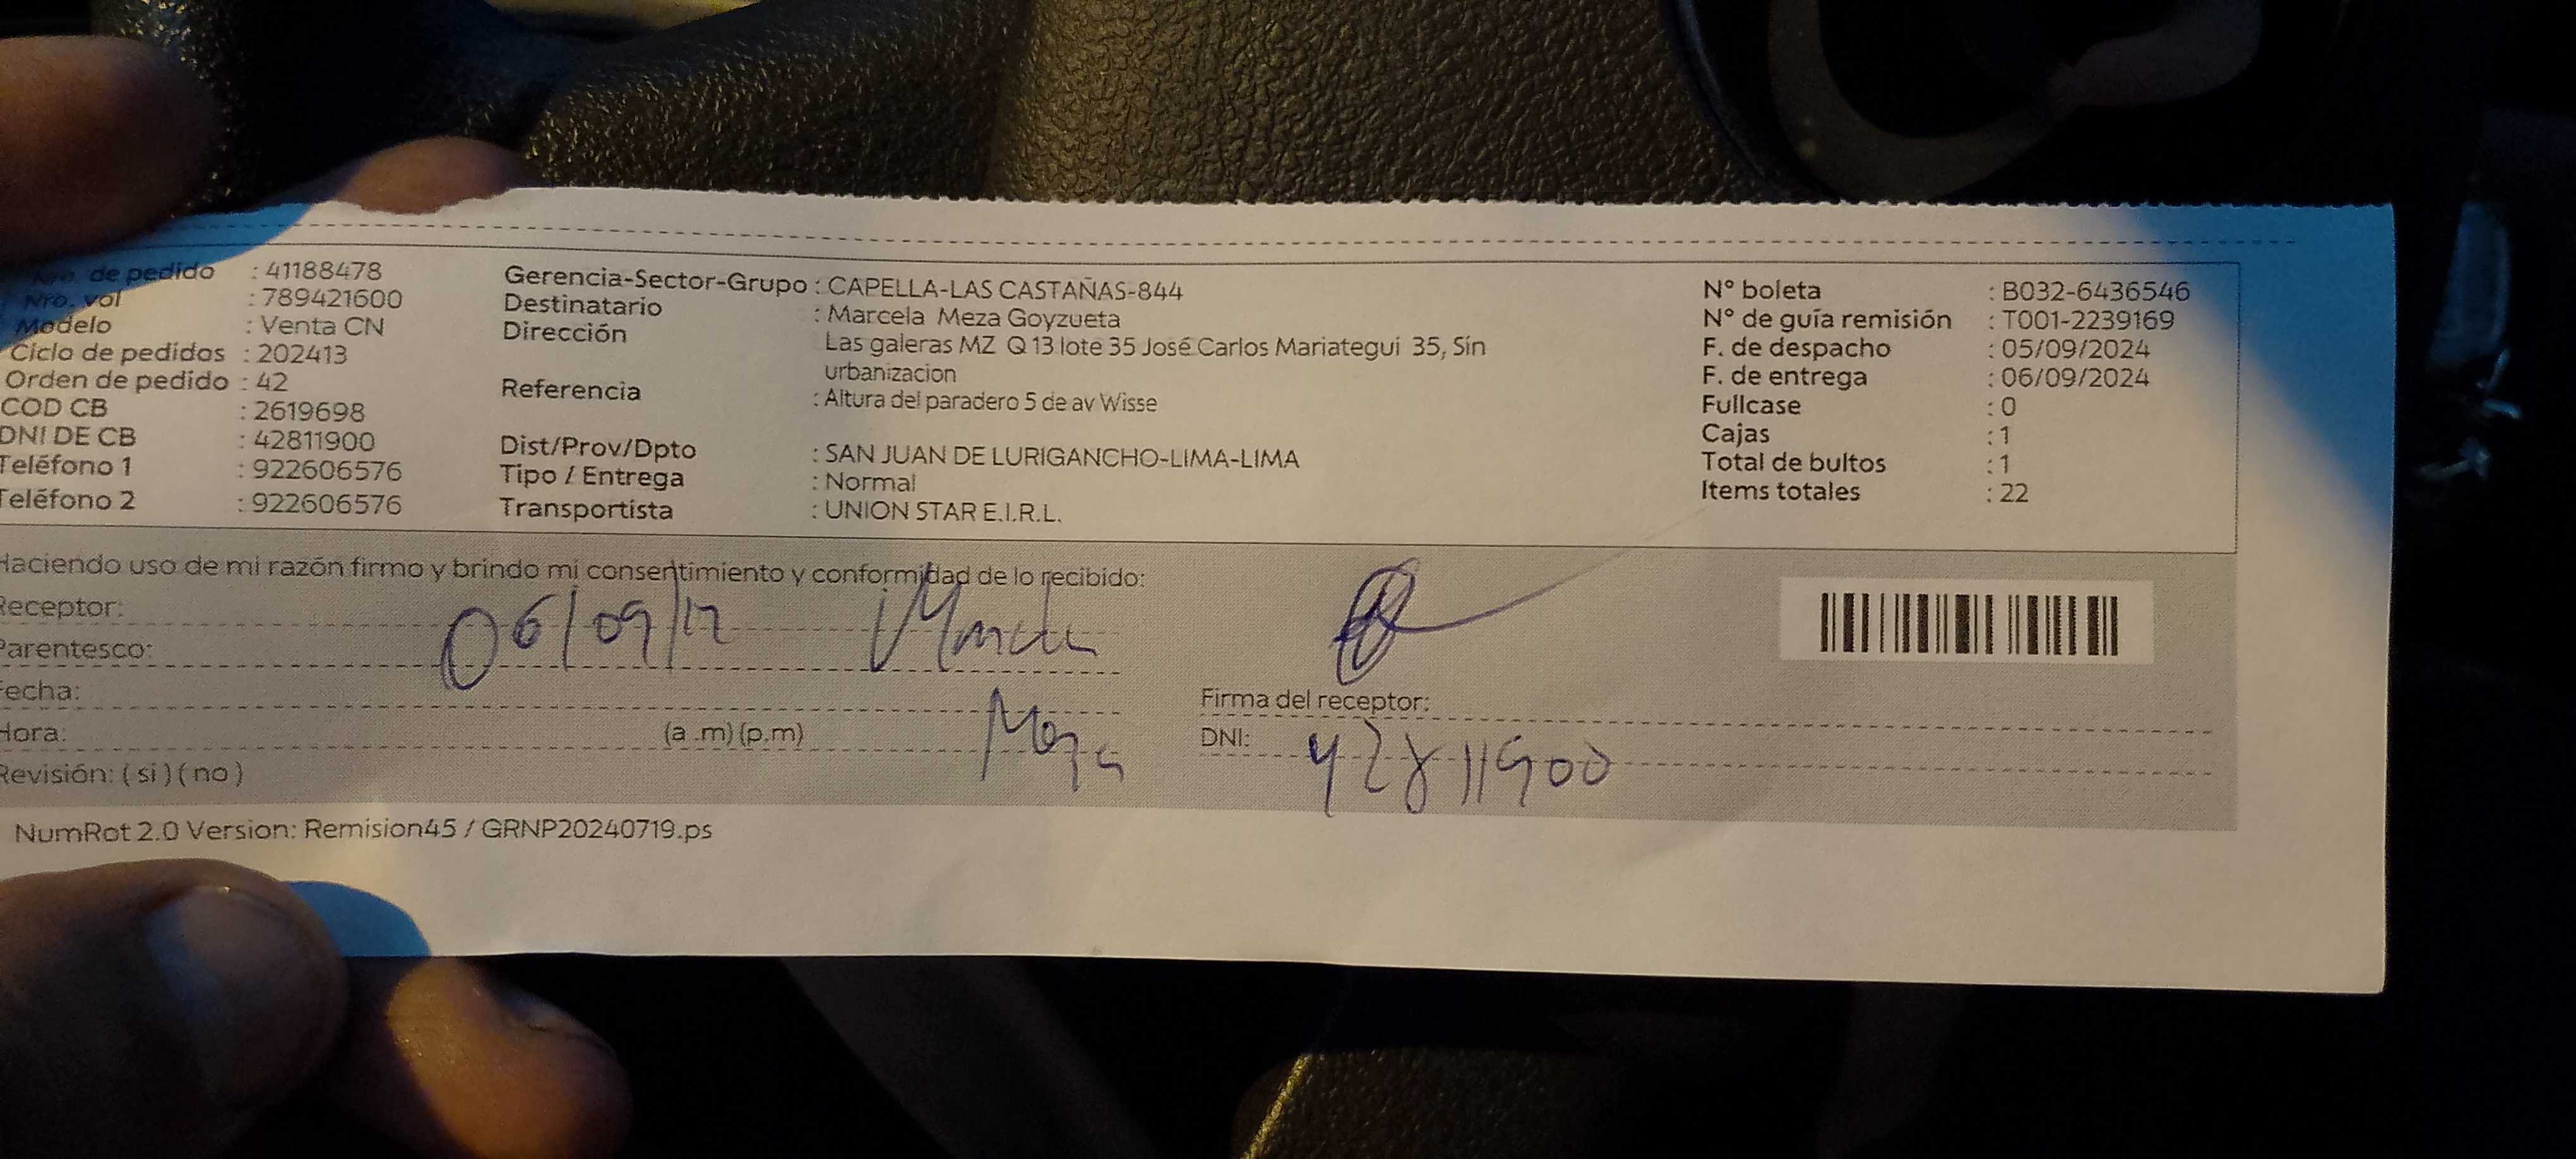 Nro. de pedido : 41188478
Nro. vol : 789421600
Modelo : Venta CN
Ciclo de pedidos : 202413
Orden de pedido : 42
COD CB : 2619698
DNI DE CB : 42811900
Teléfono 1 : 922606576
Teléfono 2 : 922606576
Gerencia-Sector-Grupo : CAPELLA-LAS CASTAÑAS-844
Destinatario : Marcela Meza Goyzueta
Dirección : Las galeras MZ Q 13 lote 35 José Carlos Mariategui 35, Sin
urbanizacion
Referencia : Altura del paradero 5 de av Wisse
Dist/Prov/Dpto : SAN JUAN DE LURIGANCHO-LIMA-LIMA
Tipo / Entrega : Normal
Transportista : UNION STAR E.I.R.L.
N° boleta : B032-6436546
N° de guía remisión : T001-2239169
F. de despacho : 05/09/2024
F. de entrega : 06/09/2024
Fullcase : 0
Cajas : 1
Total de bultos : 1
Items totales : 22
Haciendo uso de mi razón firmo y brindo mi consentimiento y conformidad de lo recibido:
Receptor: 06/09/
Parentesco:
Fecha:
Hora: (a .m) (p.m) Meza
Revisión: ( si ) ( no )
Firma del receptor:
DNI: 42811900
NumRot 2.0 Version: Remision45 / GRNP20240719.ps